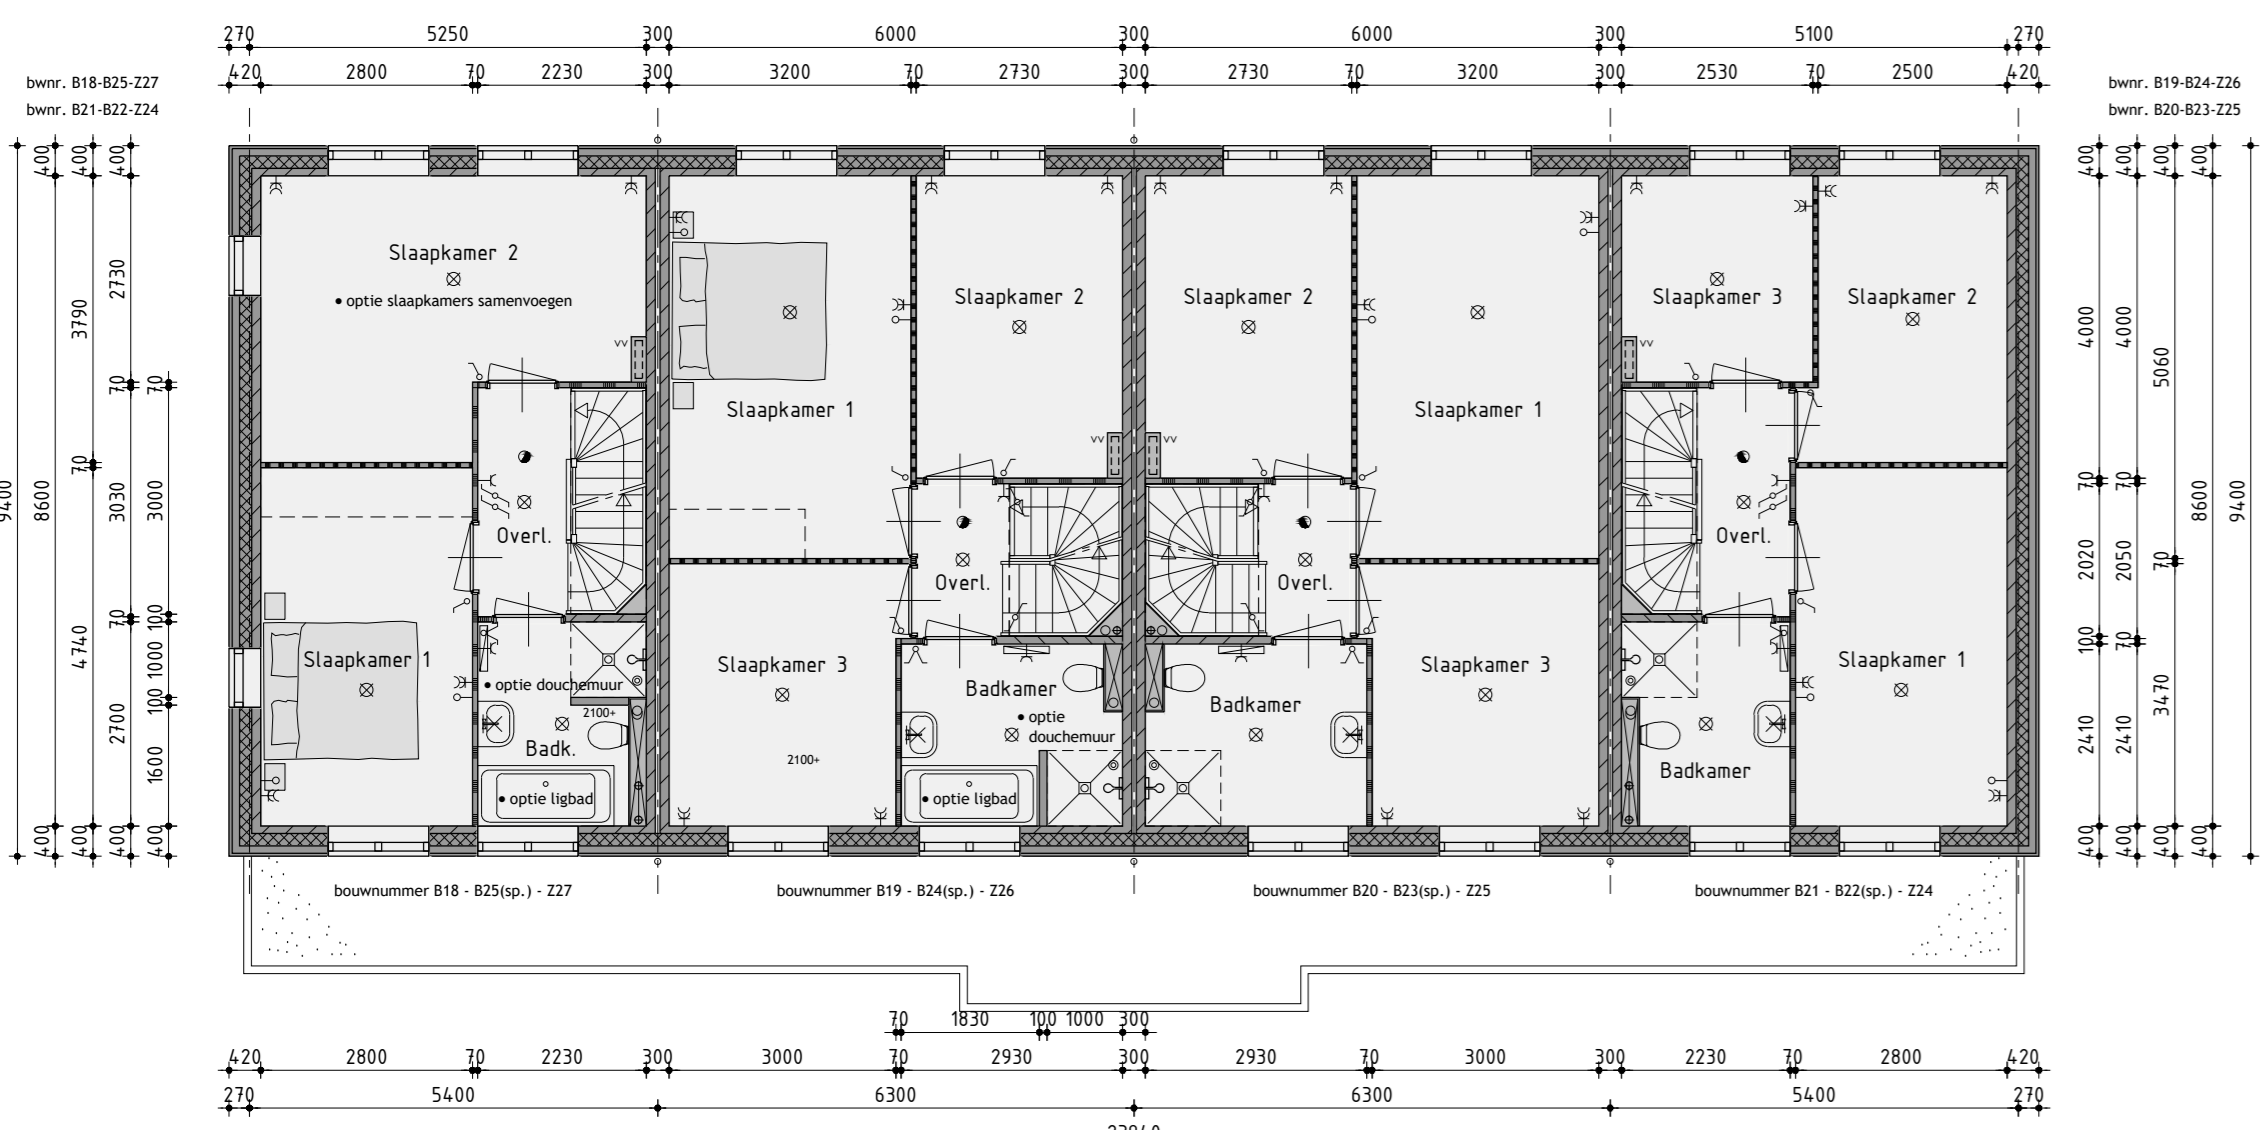 270 5250 300 6000 300 6000 300 5100 270
420 2800 70 2230 300 3200 70 2730 300 2730 70 3200 300 2530 70 2500 420
bwnr. B18-B25-Z27
bwnr. B21-B22-Z24
bwnr. B19-B24-Z26
bwnr. B20-B23-Z25
9400
400 8600 400
400 3790 70 4740 400
400 2730 70 3030 70 2700 400
70 3000 100 1000 100 1600 400
Slaapkamer 2
• optie slaapkamers samenvoegen
vv
Overl.
Slaapkamer 1
• optie douchemuur
2100+
Badk.
• optie ligbad
Slaapkamer 1
Slaapkamer 2
vv
Overl.
Slaapkamer 3
2100+
Badkamer
• optie
douchemuur
• optie ligbad
Slaapkamer 2
vv
Slaapkamer 1
Overl.
Badkamer
Slaapkamer 3
Slaapkamer 3
vv
Slaapkamer 2
Overl.
Slaapkamer 1
Badkamer
400 4000 70 2020 100 2410 400
400 4000 70 2050 70 2410 400
400 5060 70 3470 400
400 8600 400
9400
bouwnummer B18 - B25(sp.) - Z27
bouwnummer B19 - B24(sp.) - Z26
bouwnummer B20 - B23(sp.) - Z25
bouwnummer B21 - B22(sp.) - Z24
70 1830 100 1000 300
420 2800 70 2230 300 3000 70 2930 300 2930 70 3000 300 2230 70 2800 420
270 5400 6300 6300 5400 270